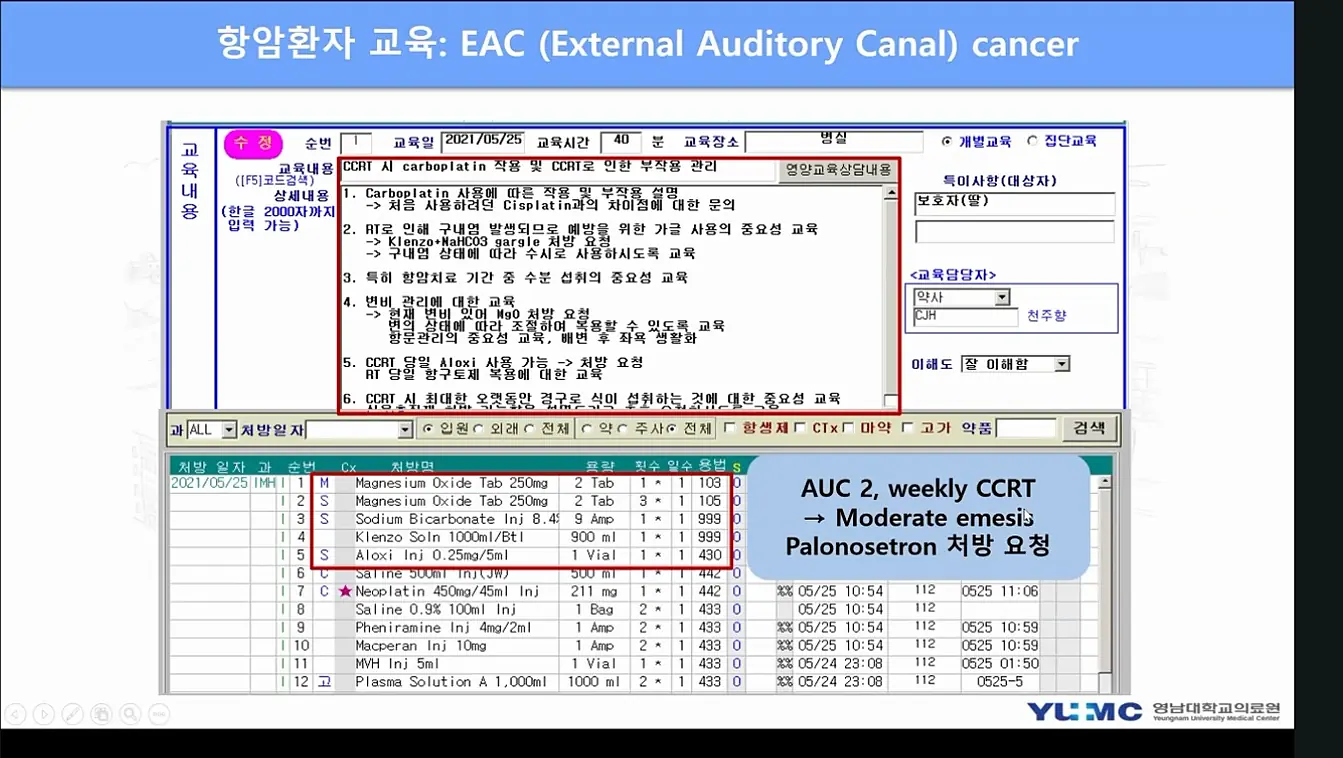 항암환자 교육: EAC (External Auditory Canal) cancer
교육내용
수 정
순번 1 교육일 2021/05/25 교육시간 40 분 교육장소 병실 개별교육 집단교육
교육내용
([F5]코드검색)
상세내용
(한글 2000자까지
입력 가능)
CCRT 시 carboplatin 작용 및 CCRT로 인한 부작용 관리
영양교육상담내용
1. Carboplatin 사용에 따른 작용 및 부작용 설명
-> 처음 사용하려던 Cisplatin과의 차이점에 대한 문의
2. RT로 인해 구내염 발생되므로 예방을 위한 가글 사용의 중요성 교육
-> Klenzo+NaHCO3 gargle 처방 요청
-> 구내염 상태에 따라 수시로 사용하시도록 교육
3. 특히 항암치료 기간 중 수분 섭취의 중요성 교육
4. 변비 관리에 대한 교육
-> 현재 변비 있어 MgO 처방 요청
변의 상태에 따라 조절하여 복용할 수 있도록 교육
항문관리의 중요성 교육, 배변 후 좌욕 생활화
5. CCRT 당일 Aloxi 사용 가능 -> 처방 요청
RT 당일 항구토제 복용에 대한 교육
6. CCRT 시 최대한 오랫동안 경구로 식이 섭취하는 것에 대한 중요성 교육
특이사항(대상자)
보호자(딸)
<교육담당자>
약사
CJH 천주향
이해도 잘 이해함
과 ALL 처방일자 입원 외래 전체 약 주사 전체 항생제 CTx 마약 고가 약품 검색
처방 일자 과 순번 Cx 처방명 용량 횟수 일수 용법 S
2021/05/25 IMH 1 M Magnesium Oxide Tab 250mg 2 Tab 1 * 1 103 0
2 S Magnesium Oxide Tab 250mg 2 Tab 3 * 1 105 0
3 S Sodium Bicarbonate Inj 8.4% 9 Amp 1 * 1 999 0
4 Klenzo Soln 1000ml/Btl 900 ml 1 * 1 999 0
5 S Aloxi Inj 0.25mg/5ml 1 Vial 1 * 1 430 0
6 C Saline 500ml Inj(JW) 500 ml 1 * 1 442 0
7 C ★ Neoplatin 450mg/45ml Inj 211 mg 1 * 1 442 0 %% 05/25 10:54 112 0525 11:06
8 Saline 0.9% 100ml Inj 1 Bag 2 * 1 433 0 05/25 10:54 112
9 Pheniramine Inj 4mg/2ml 1 Amp 2 * 1 433 0 %% 05/25 10:54 112 0525 10:59
10 Macperan Inj 10mg 1 Amp 2 * 1 433 0 %% 05/25 10:54 112 0525 10:59
11 MVH Inj 5ml 1 Vial 1 * 1 433 0 %% 05/24 23:08 112 0525 01:50
12 고 Plasma Solution A 1,000ml 1000 ml 2 * 1 433 0 %% 05/24 23:08 112 0525-5
AUC 2, weekly CCRT
→ Moderate emesis
Palonosetron 처방 요청
YUMC 영남대학교의료원
Yeungnam University Medical Center